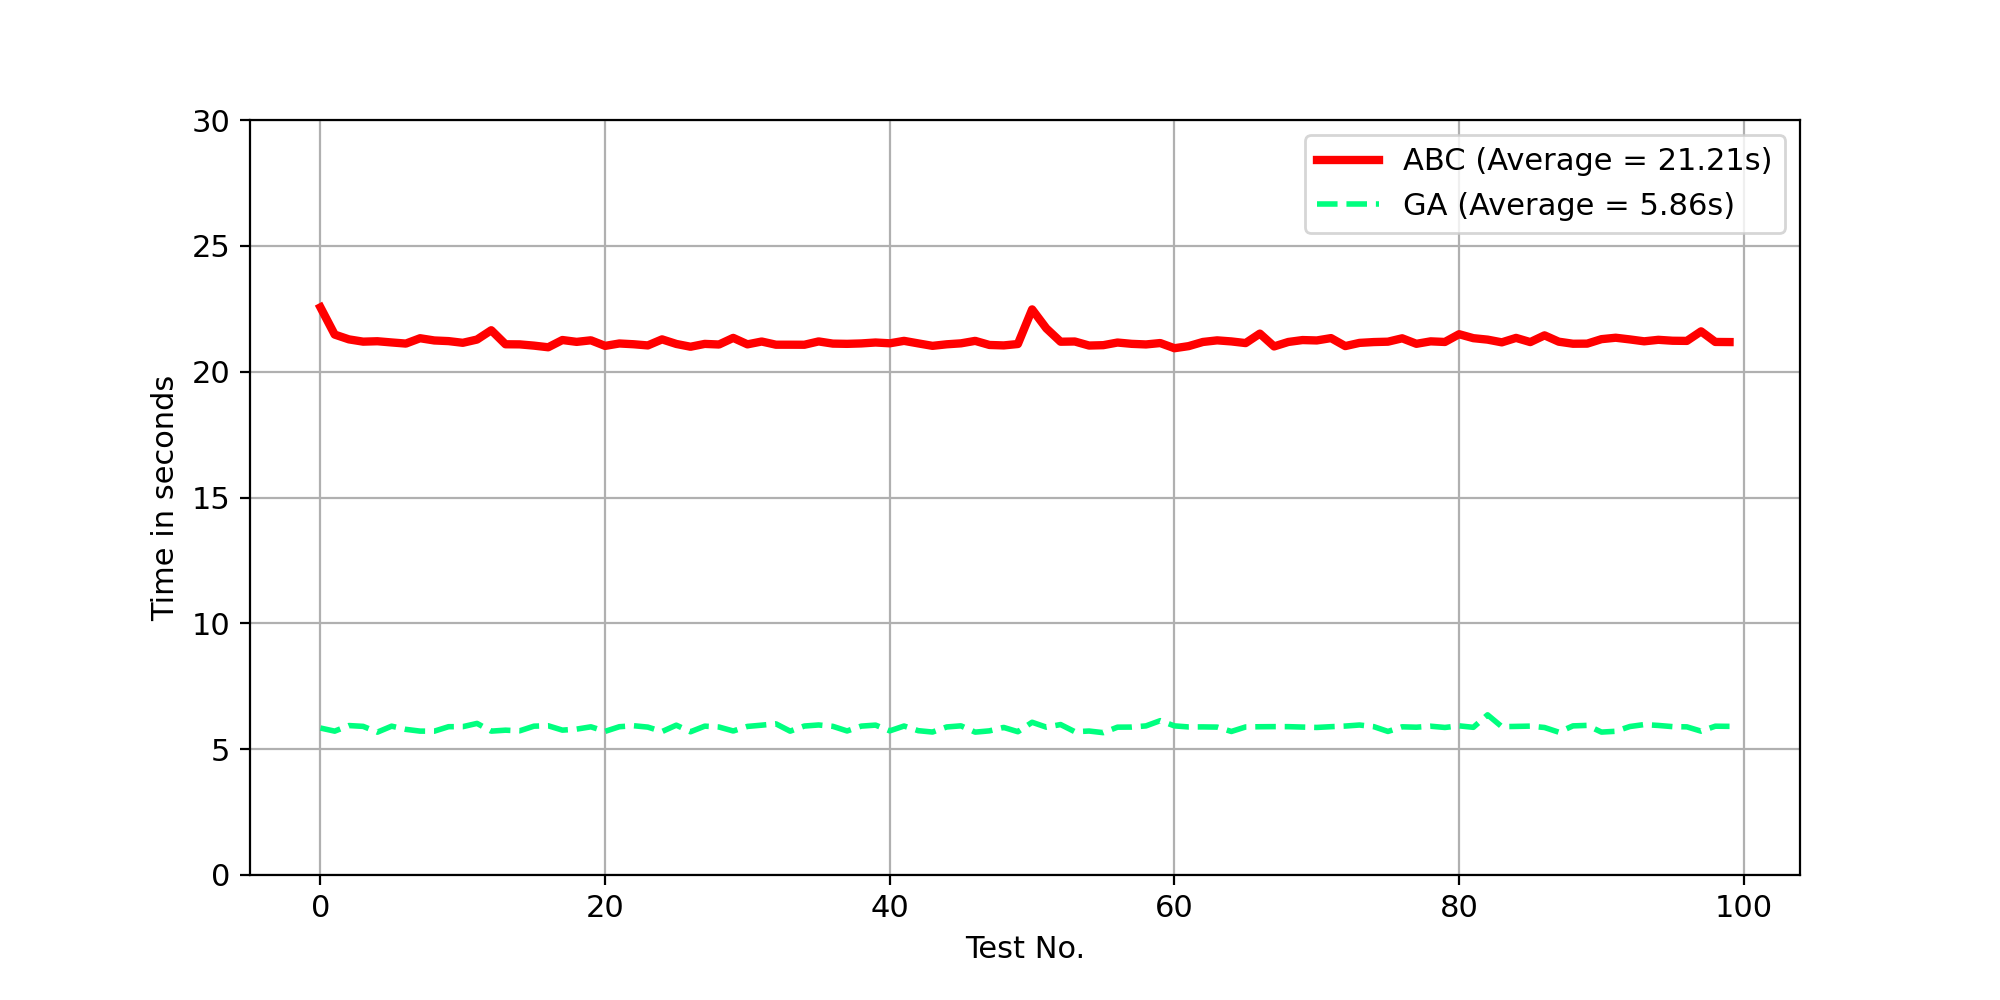 30
25
20
15
10
5
0
Time in seconds
ABC (Average = 21.21s)
GA (Average = 5.86s)
0 20 40 60 80 100
Test No.